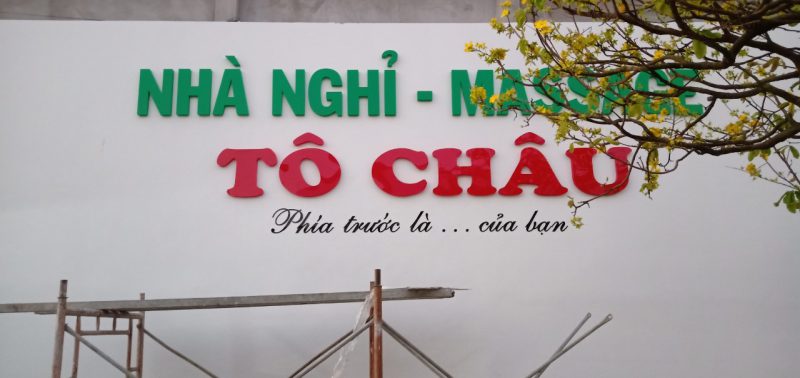 NHÀ NGHỈ - MASSAGE
TÔ CHÂU
Phía trước là ... của bạn